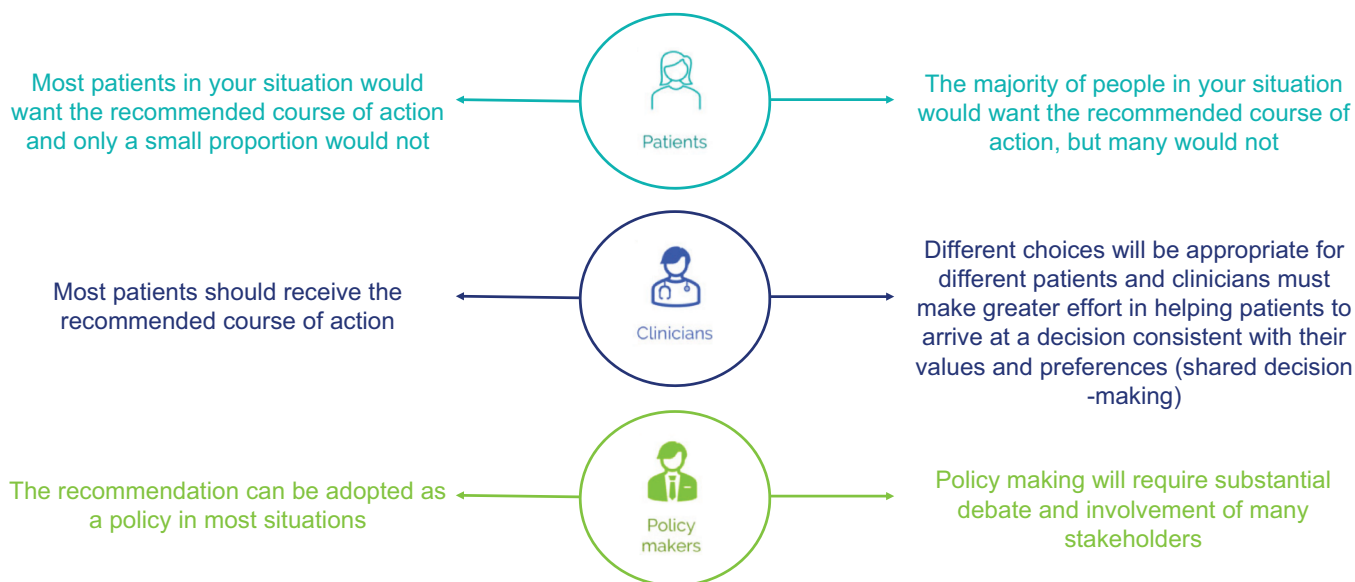 Most patients in your situation would
want the recommended course of action
and only a small proportion would not
Patients
The majority of people in your situation
would want the recommended course of
action, but many would not
Most patients should receive the
recommended course of action
Clinicians
Different choices will be appropriate for
different patients and clinicians must
make greater effort in helping patients to
arrive at a decision consistent with their
values and preferences (shared decision
-making)
The recommendation can be adopted as
a policy in most situations
Policy
makers
Policy making will require substantial
debate and involvement of many
stakeholders